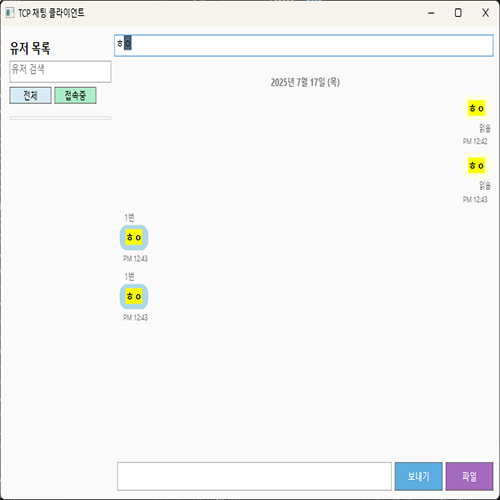 TCP 채팅 클라이언트
유저 목록
유저 검색
전체 접속중
ㅎㅇ
2025년 7월 17일 (목)
ㅎㅇ
읽음
PM 12:42
ㅎㅇ
읽음
PM 12:43
1번
ㅎㅇ
PM 12:43
1번
ㅎㅇ
PM 12:43
보내기 파일